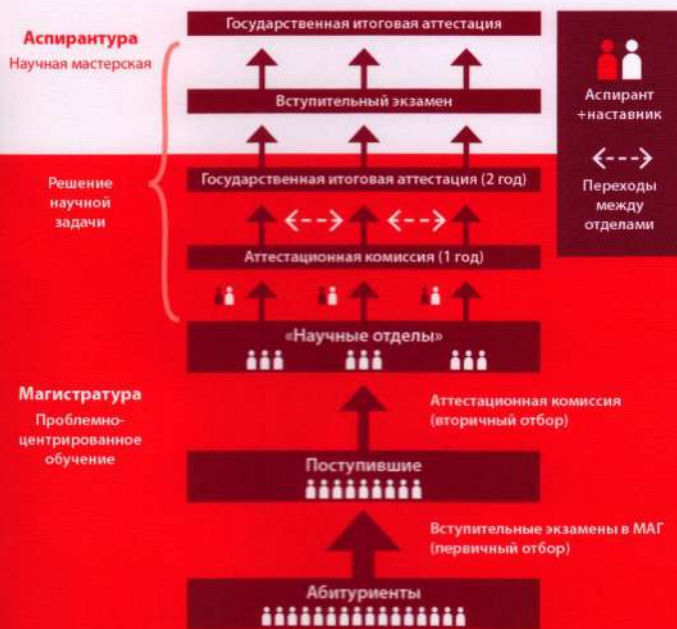 Государственная итоговая аттестация
Аспирантура
Научная мастерская
Вступительный экзамен
Аспирант
+наставник
Государственная итоговая аттестация (2 год)
Решение
научной
задачи
Переходы
между
отделами
Аттестационная комиссия (1 год)
«Научные отделы»
Магистратура
Проблемно-
центрированное
обучение
Аттестационная комиссия
(вторичный отбор)
Поступившие
Вступительные экзамены в МАГ
(первичный отбор)
Абитуриенты